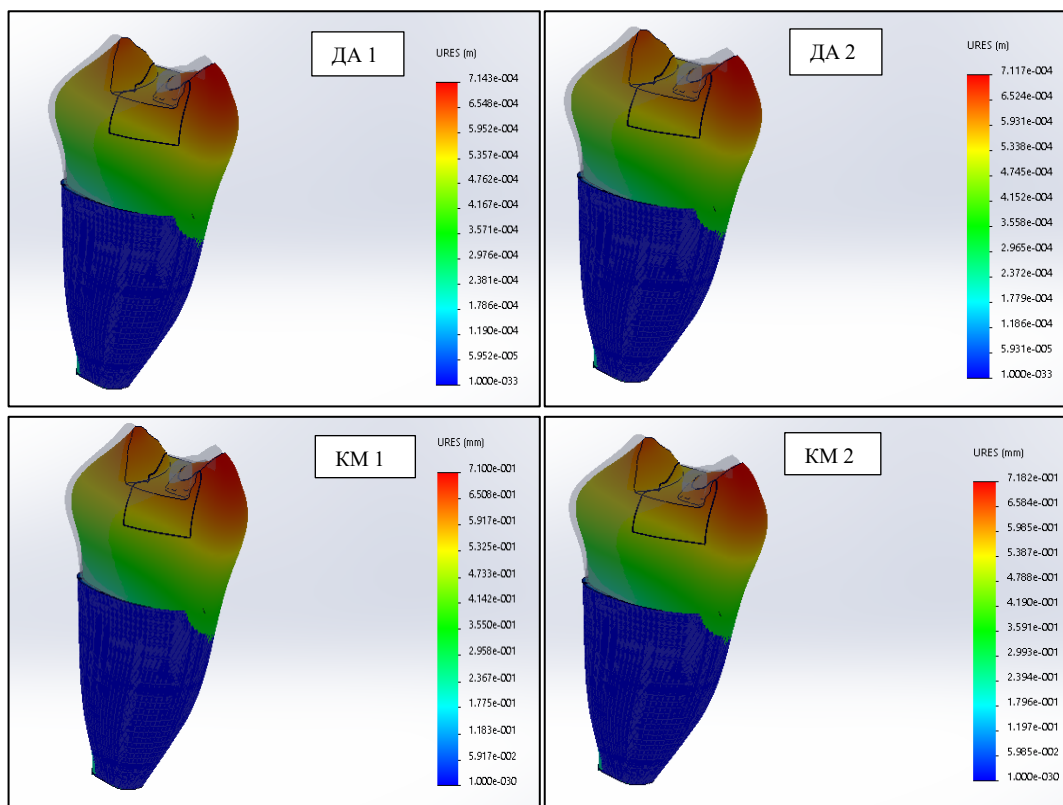 ДА 1
URES (m)
7.143e-004
6.548e-004
5.952e-004
5.357e-004
4.762e-004
4.167e-004
3.571e-004
2.976e-004
2.381e-004
1.786e-004
1.190e-004
5.952e-005
1.000e-033
ДА 2
URES (m)
7.117e-004
6.524e-004
5.931e-004
5.338e-004
4.745e-004
4.152e-004
3.558e-004
2.965e-004
2.372e-004
1.779e-004
1.186e-004
5.931e-005
1.000e-033
КМ 1
URES (mm)
7.100e-001
6.508e-001
5.917e-001
5.325e-001
4.733e-001
4.142e-001
3.550e-001
2.958e-001
2.367e-001
1.775e-001
1.183e-001
5.917e-002
1.000e-030
КМ 2
URES (mm)
7.182e-001
6.584e-001
5.985e-001
5.387e-001
4.788e-001
4.190e-001
3.591e-001
2.993e-001
2.394e-001
1.796e-001
1.197e-001
5.985e-002
1.000e-030